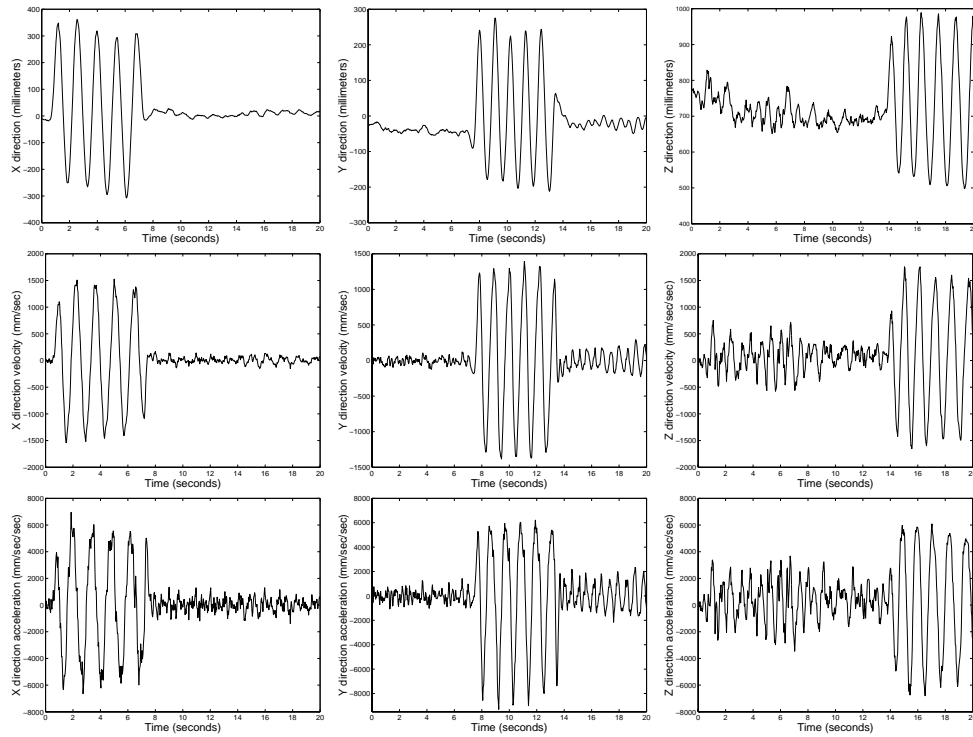 X direction (millimeters)
400
300
200
100
0
−100
−200
−300
−400
0 2 4 6 8 10 12 14 16 18 20
Time (seconds)
Y direction (millimeters)
300
200
100
0
−100
−200
−300
0 2 4 6 8 10 12 14 16 18 20
Time (seconds)
Z direction (millimeters)
1000
900
800
700
600
500
400
0 2 4 6 8 10 12 14 16 18
Time (seconds)
X direction velocity (mm/sec)
2000
1500
1000
500
0
−500
−1000
−1500
−2000
0 2 4 6 8 10 12 14 16 18 20
Time (seconds)
Y direction velocity (mm/sec)
1500
1000
500
0
−500
−1000
−1500
0 2 4 6 8 10 12 14 16 18 20
Time (seconds)
Z direction velocity (mm/sec)
2000
1500
1000
500
0
−500
−1000
−1500
−2000
0 2 4 6 8 10 12 14 16 18
Time (seconds)
X direction acceleration (mm/sec/sec)
8000
6000
4000
2000
0
−2000
−4000
−6000
−8000
0 2 4 6 8 10 12 14 16 18 20
Time (seconds)
Y direction acceleration (mm/sec/sec)
8000
6000
4000
2000
0
−2000
−4000
−6000
−8000
0 2 4 6 8 10 12 14 16 18 20
Time (seconds)
Z direction acceleration (mm/sec/sec)
8000
6000
4000
2000
0
−2000
−4000
−6000
−8000
0 2 4 6 8 10 12 14 16 18
Time (seconds)